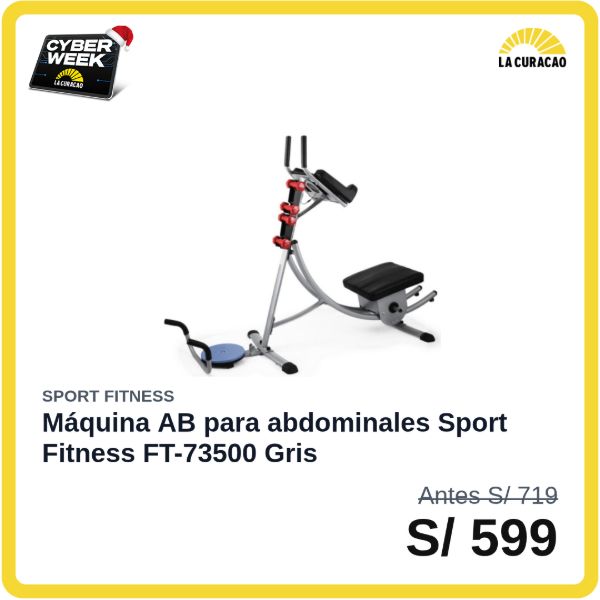 CYBER
WEEK
LA CURACAO
LA CURACAO
SPORT FITNESS
Máquina AB para abdominales Sport
Fitness FT-73500 Gris
Antes S/ 719
S/ 599